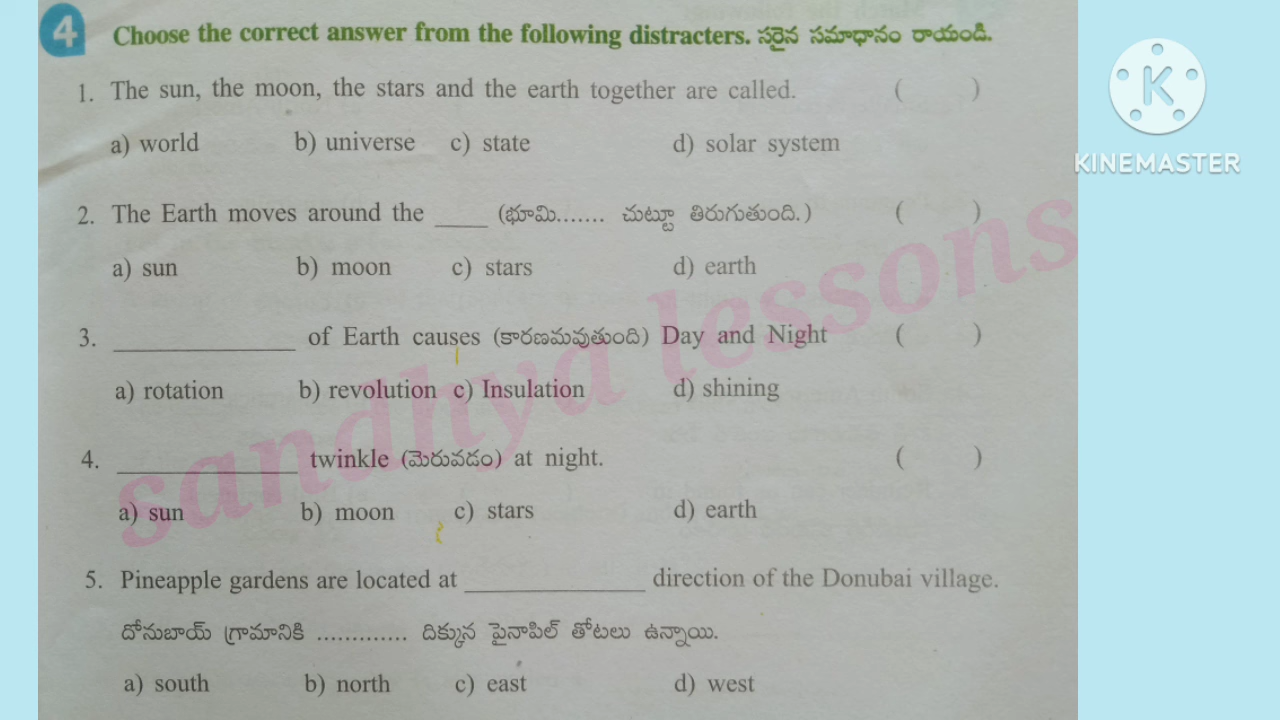 4 Choose the correct answer from the following distracters. సరైన సమాధానం రాయండి.
1. The sun, the moon, the stars and the earth together are called. ( )
a) world b) universe c) state d) solar system
2. The Earth moves around the ____ (భూమి....... చుట్టూ తిరుగుతుంది.) ( )
a) sun b) moon c) stars d) earth
3. ______________ of Earth causes (కారణమవుతుంది) Day and Night ( )
a) rotation b) revolution c) Insulation d) shining
4. ______________ twinkle (మెరువడం) at night. ( )
a) sun b) moon c) stars d) earth
5. Pineapple gardens are located at ______________ direction of the Donubai village.
దోనుబాయ్ గ్రామానికి ............. దిక్కున పైనాపిల్ తోటలు ఉన్నాయి.
a) south b) north c) east d) west
sandhya lessons
K
KINEMASTER